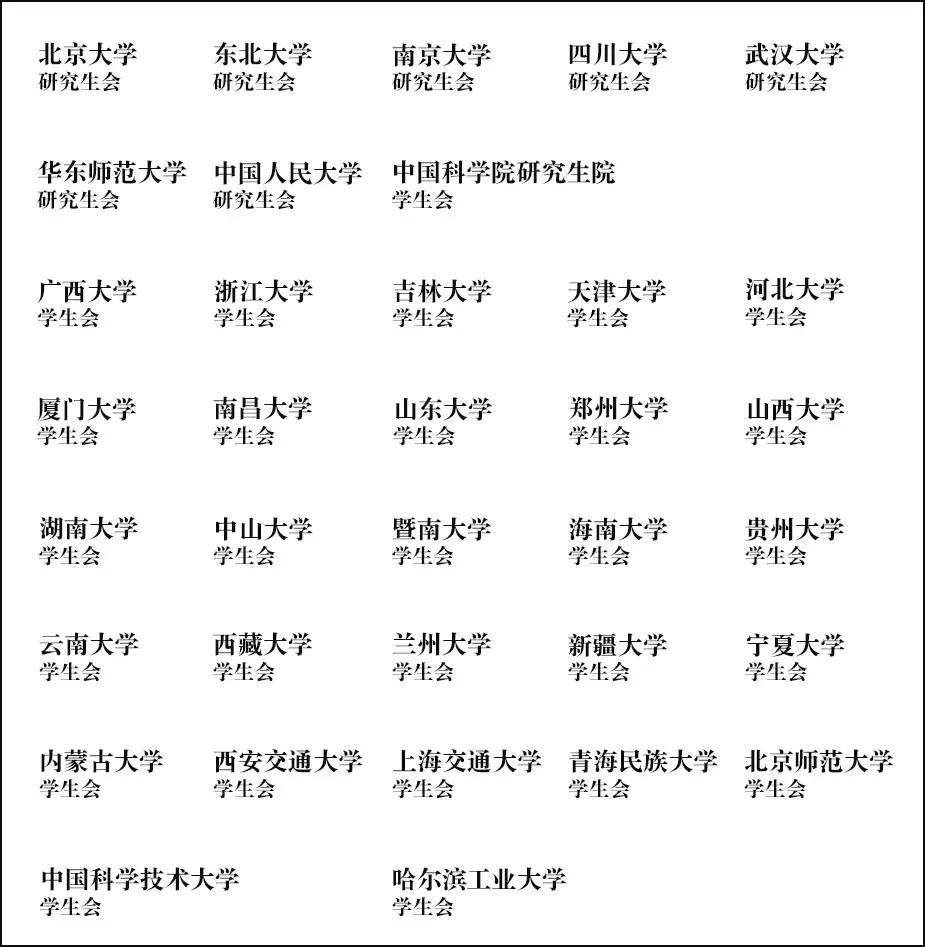 北京大学 东北大学 南京大学 四川大学 武汉大学
研究生会 研究生会 研究生会 研究生会 研究生会
华东师范大学 中国人民大学 中国科学院研究生院
研究生会 研究生会 学生会
广西大学 浙江大学 吉林大学 天津大学 河北大学
学生会 学生会 学生会 学生会 学生会
厦门大学 南昌大学 山东大学 郑州大学 山西大学
学生会 学生会 学生会 学生会 学生会
湖南大学 中山大学 暨南大学 海南大学 贵州大学
学生会 学生会 学生会 学生会 学生会
云南大学 西藏大学 兰州大学 新疆大学 宁夏大学
学生会 学生会 学生会 学生会 学生会
内蒙古大学 西安交通大学 上海交通大学 青海民族大学 北京师范大学
学生会 学生会 学生会 学生会 学生会
中国科学技术大学 哈尔滨工业大学
学生会 学生会